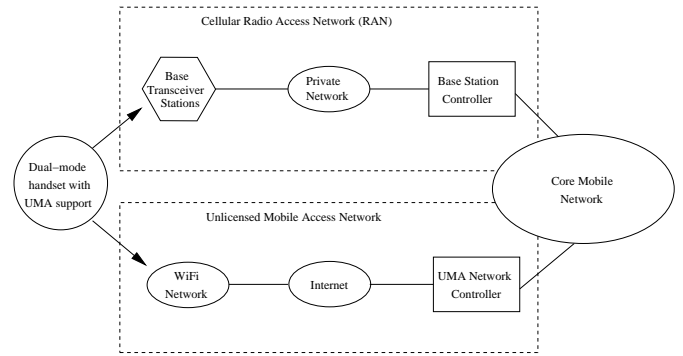 Cellular Radio Access Network (RAN)
Base
Transceiver
Stations
Private
Network
Base Station
Controller
Dual-mode
handset with
UMA support
Core Mobile
Network
Unlicensed Mobile Access Network
WiFi
Network
Internet
UMA Network
Controller